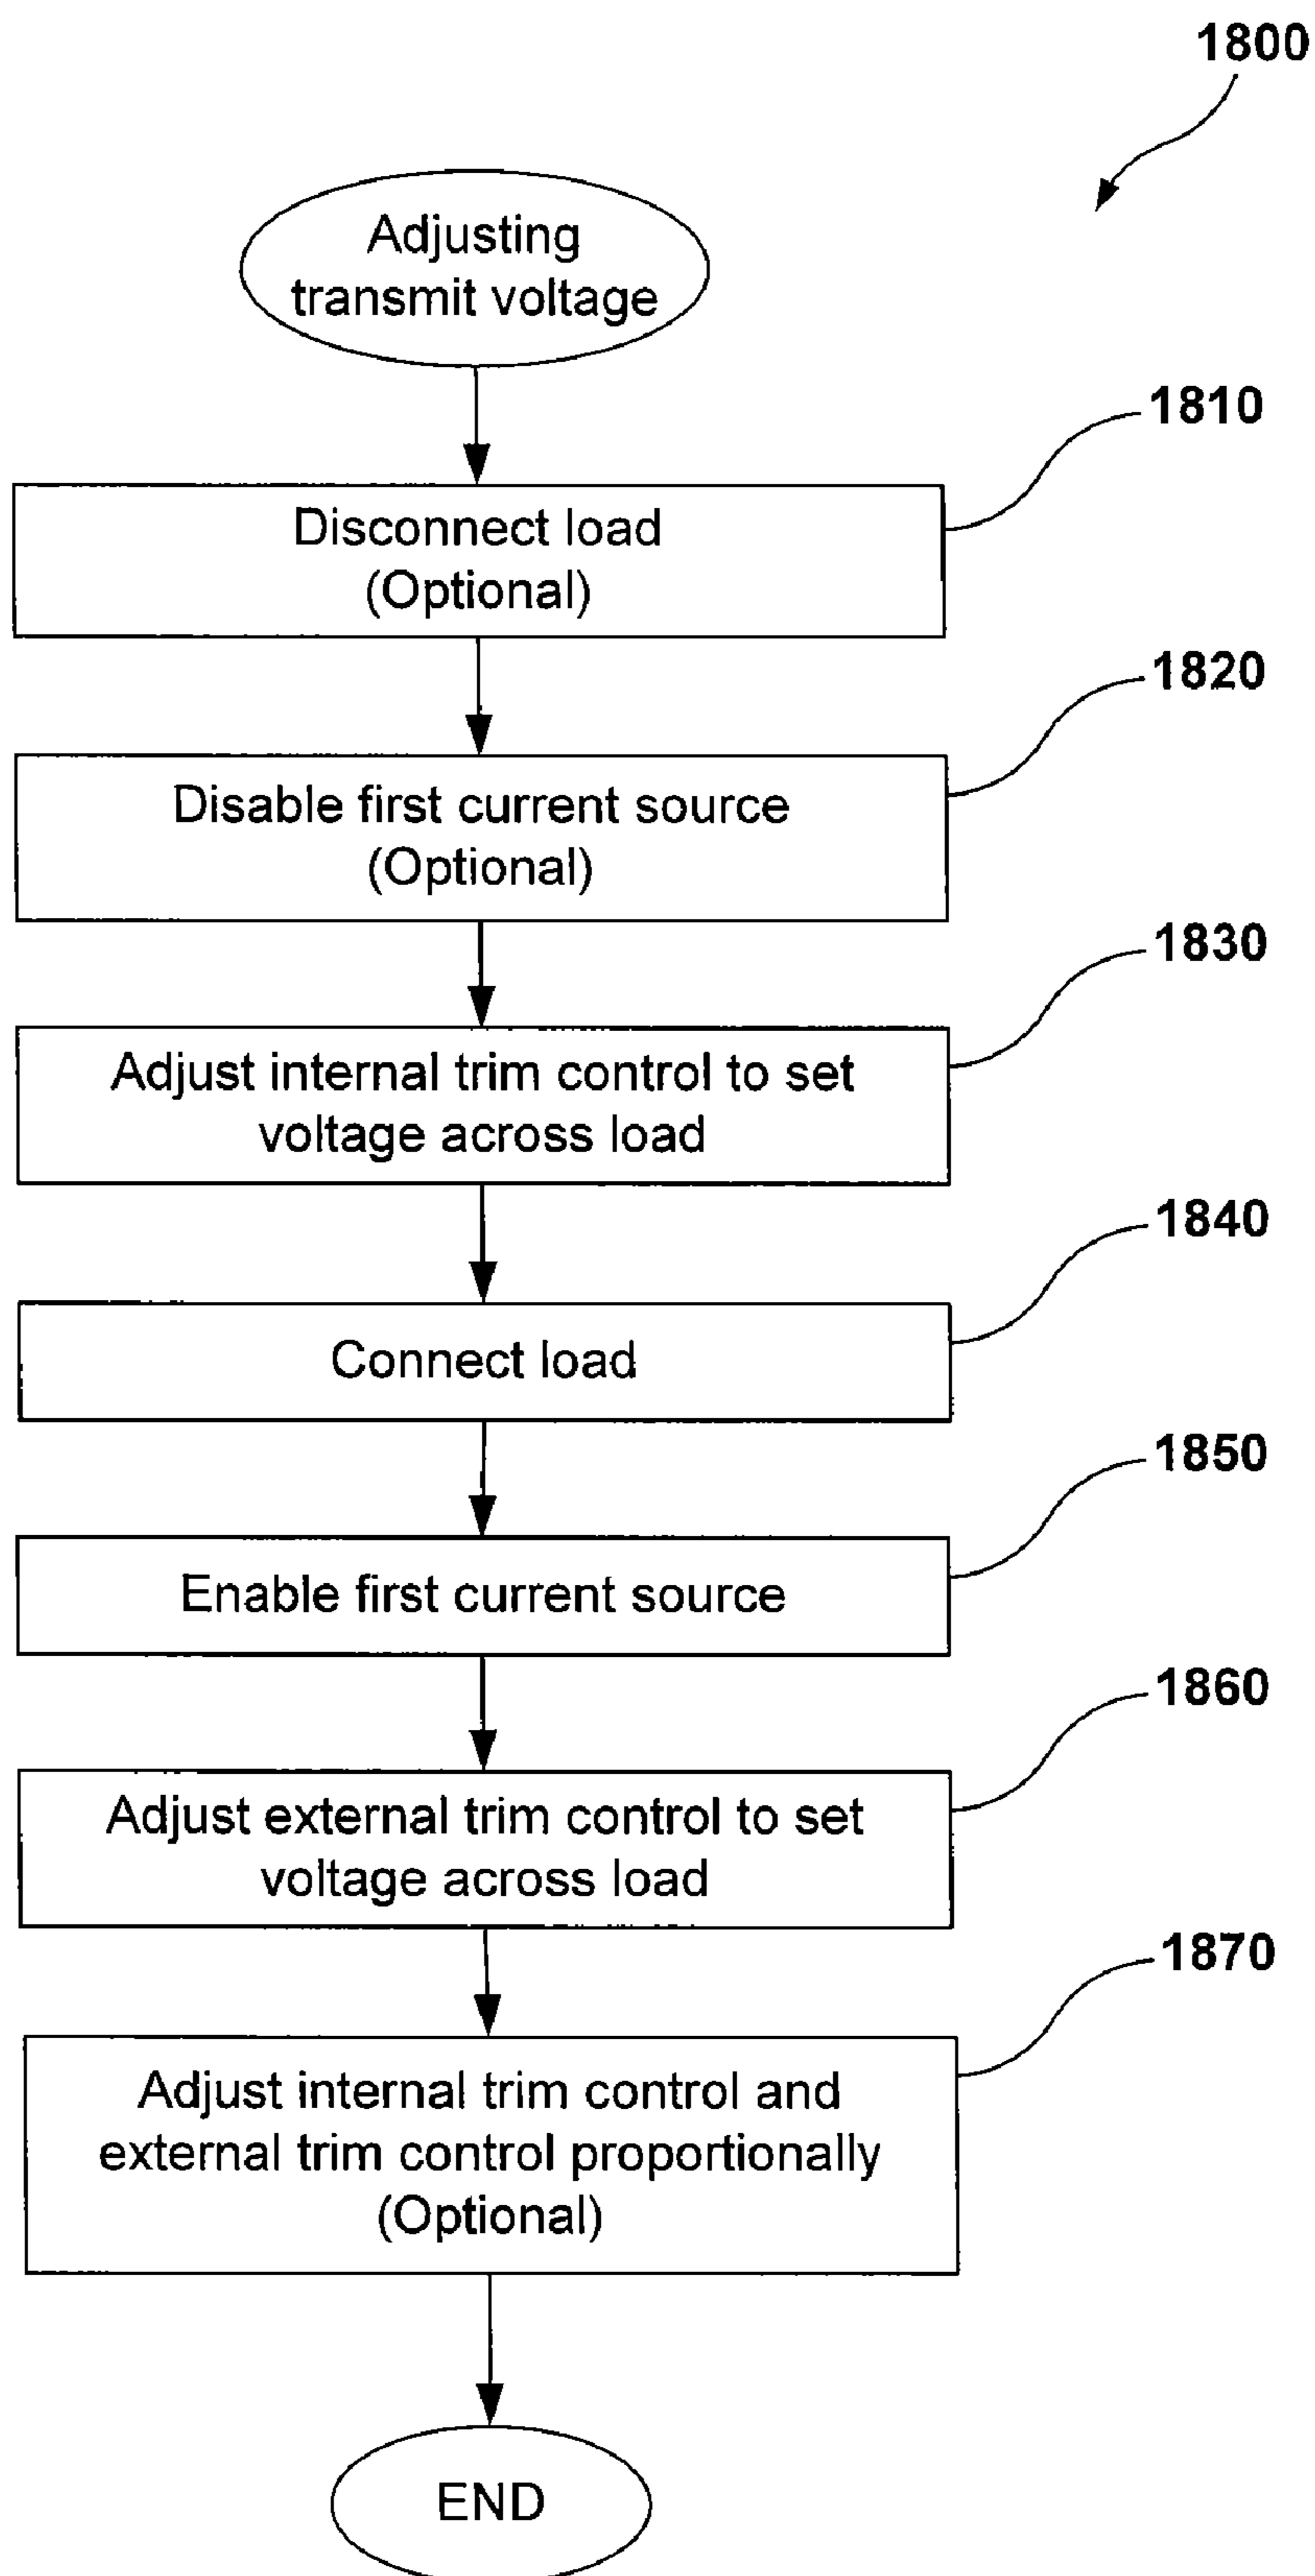 1800
Adjusting
transmit voltage
1810
Disconnect load
(Optional)
1820
Disable first current source
(Optional)
1830
Adjust internal trim control to set
voltage across load
1840
Connect load
1850
Enable first current source
1860
Adjust external trim control to set
voltage across load
1870
Adjust internal trim control and
external trim control proportionally
(Optional)
END